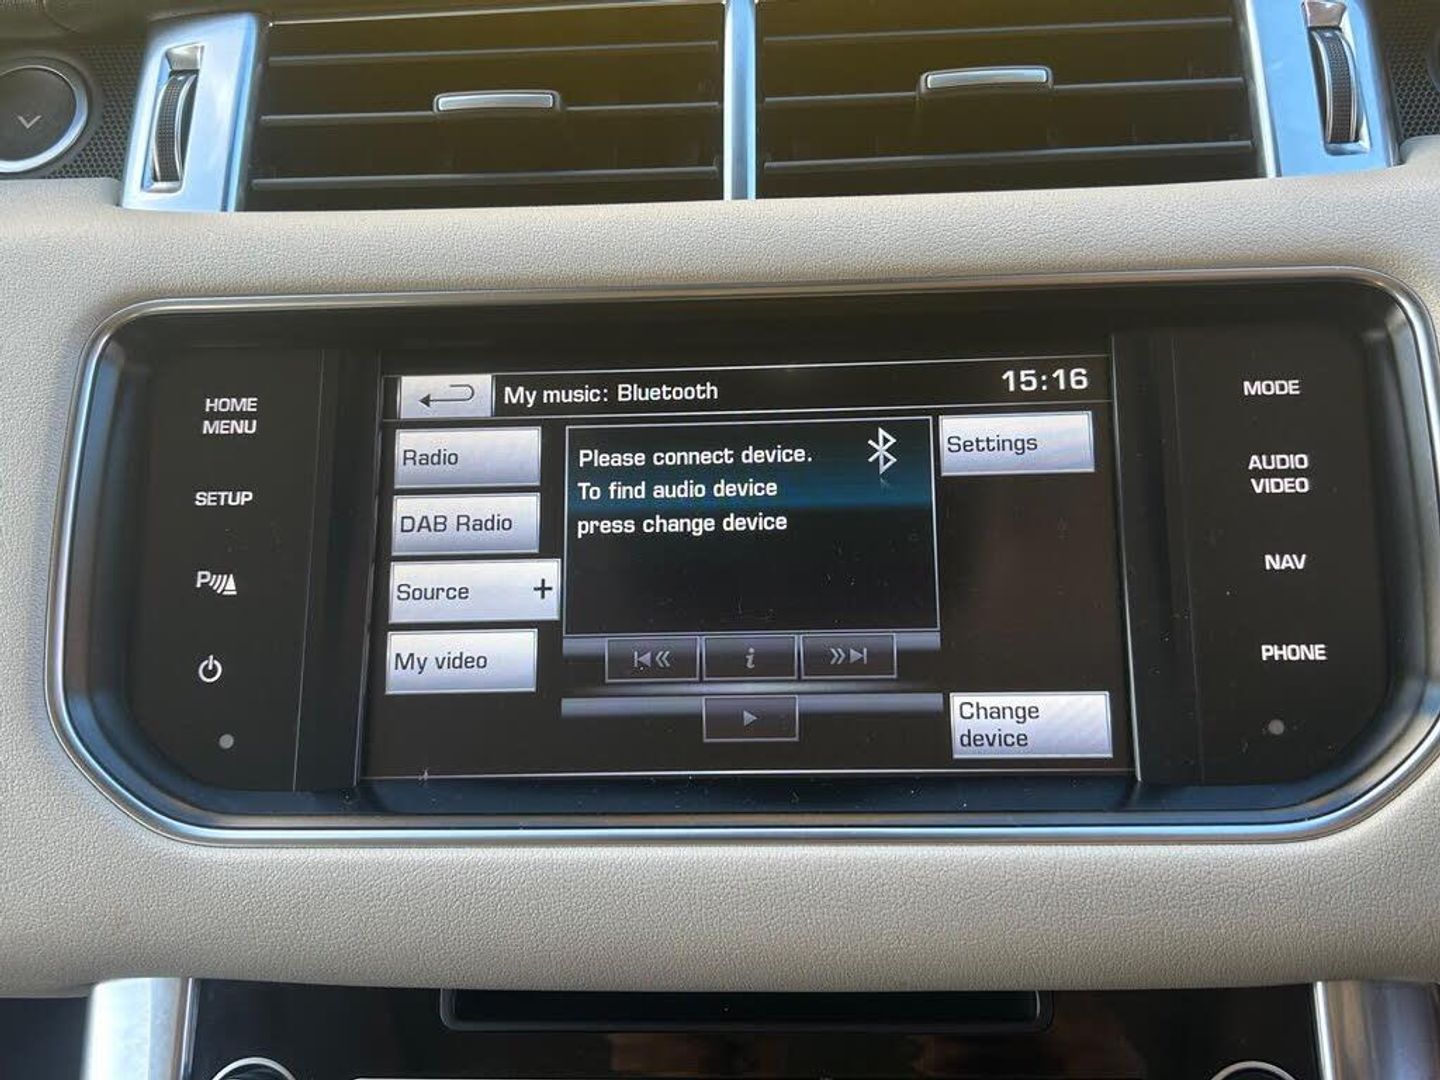 HOME
MENU
SETUP
P
My music: Bluetooth
15:16
Radio
DAB Radio
Source +
My video
Please connect device.
To find audio device
press change device
i
Settings
Change
device
MODE
AUDIO
VIDEO
NAV
PHONE